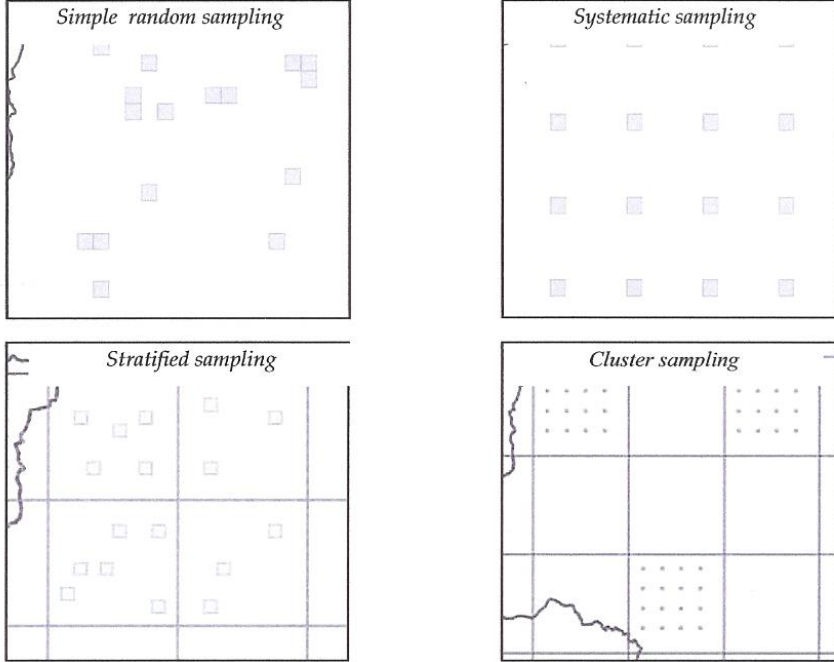 Simple random sampling
Systematic sampling
Stratified sampling
Cluster sampling